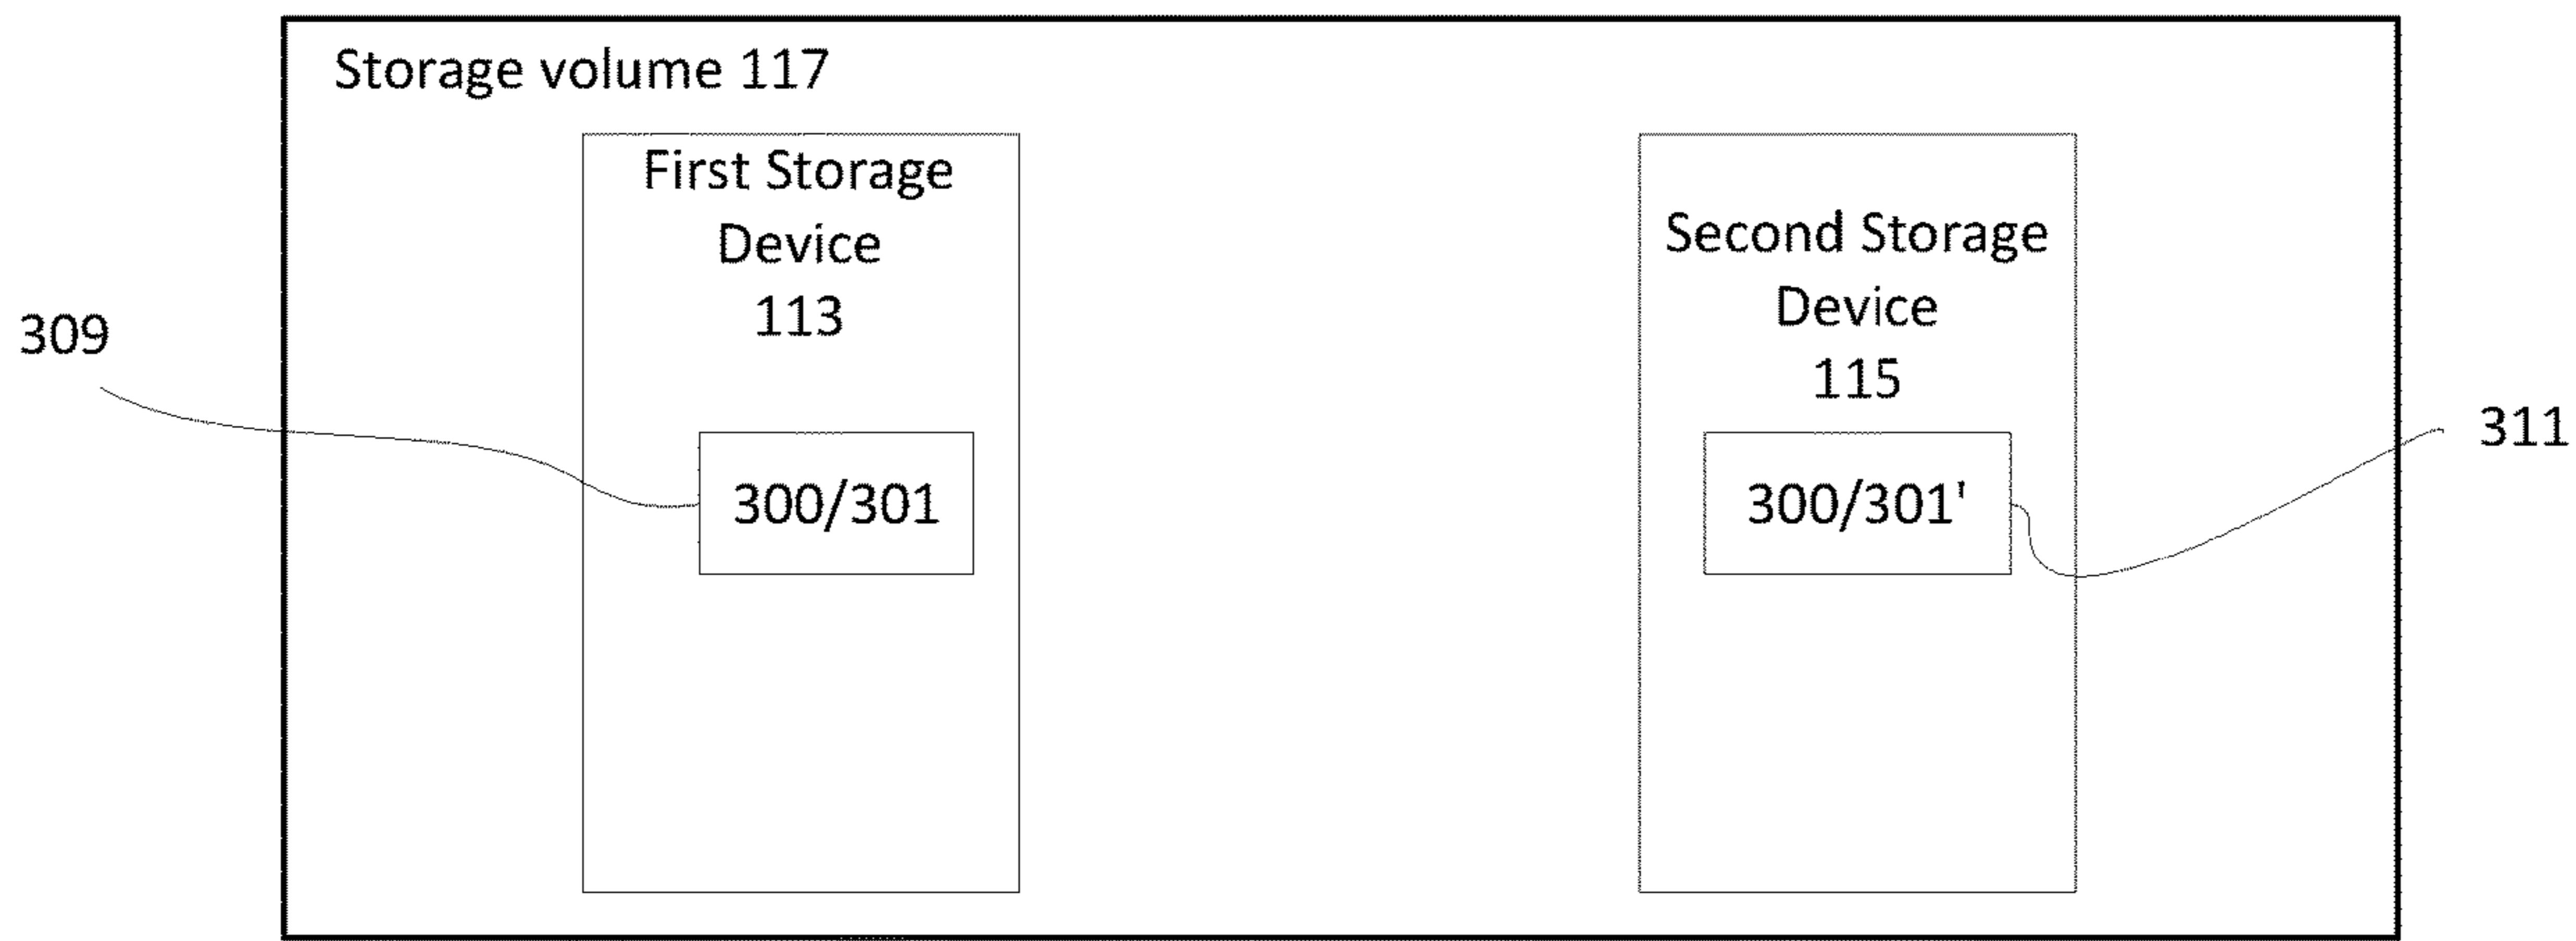 Storage volume 117
First Storage
Device
113
309
300/301
Second Storage
Device
115
300/301'
311